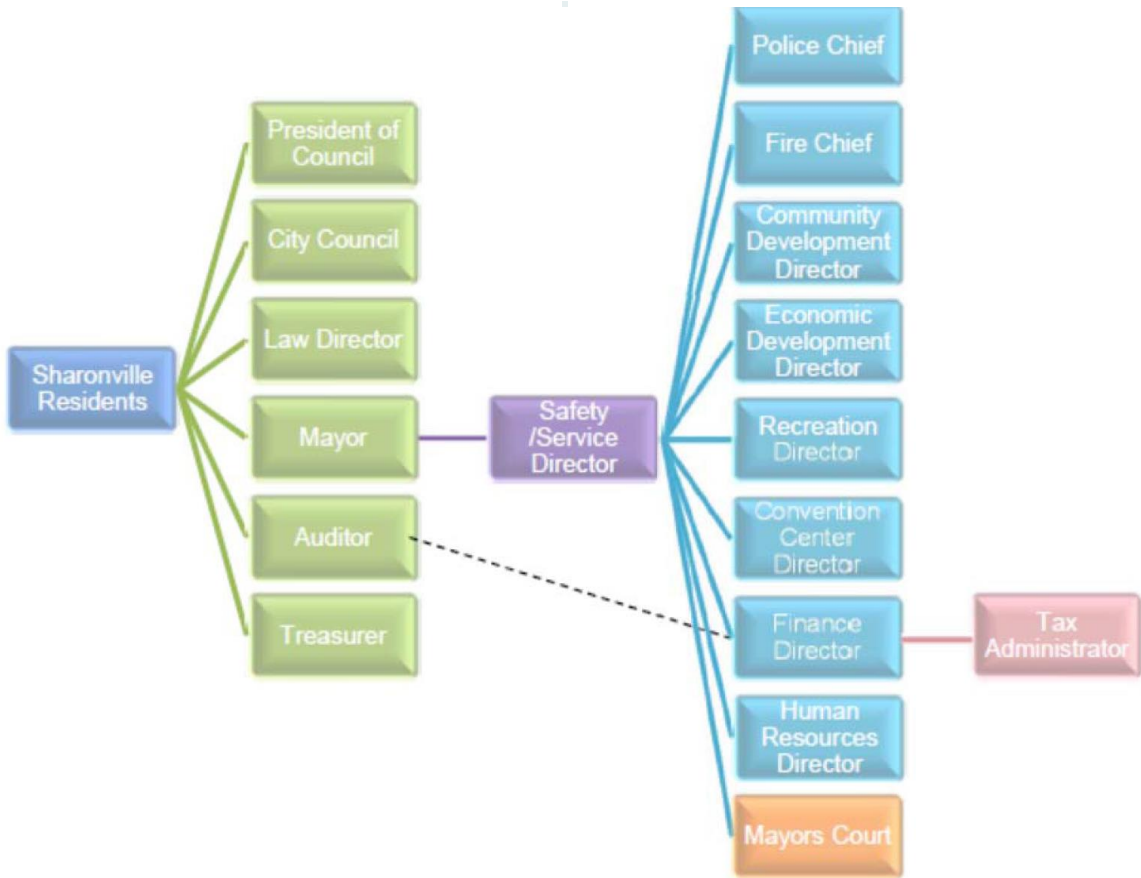 Sharonville
Residents
President of
Council
City Council
Law Director
Mayor
Auditor
Treasurer
Safety
/Service
Director
Police Chief
Fire Chief
Community
Development
Director
Economic
Development
Director
Recreation
Director
Convention
Center
Director
Finance
Director
Human
Resources
Director
Mayors Court
Tax
Administrator